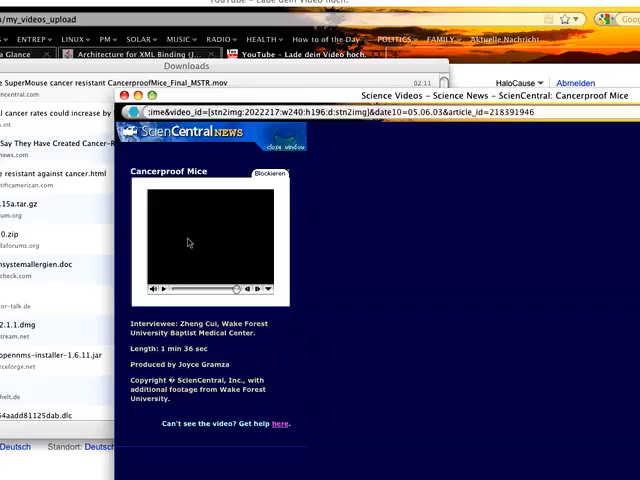 YouTube - Lade dein Video hoch.
/my_videos_upload
Goo
ENTREP LINUX PM SOLAR MUSIC RADIO HEALTH How to of the Day POLITICS FAMILY Aktuelle Nachricht
a Glance Architecture for XML Binding (J YouTube - Lade dein Video hoch.
Downloads
e SuperMouse cancer resistant CancerproofMice_Final_MSTR.mov 02:11
encentral.com
HaloCause Abmelden
Science Videos - Science News - ScienCentral: Cancerproof Mice
l cancer rates could increase by
o.int
:ime&video_id=[stn2img:2022217:w240:h196:d:stn2img]&date10=05.06.03&article_id=218391946
ScienCentral NEWS
close window
Say They Have Created Cancer-R
news.com
e resistant against cancer.html
tificamerican.com
Cancerproof Mice
Blockieren
.15a.tar.gz
um.org
0.zip
llaforums.org
nsystemallergien.doc
check.com
tor-talk.de
2.1.1.dmg
tream.net
opennms-installer-1.6.11.jar
eforge.net
helt.de
64aadd81125dab.dlc
Interviewee: Zheng Cui, Wake Forest
University Baptist Medical Center.
Length: 1 min 36 sec
Produced by Joyce Gramza
Copyright � ScienCentral, Inc., with
additional footage from Wake Forest
University.
Can't see the video? Get help here.
Deutsch Standort: Deutsch